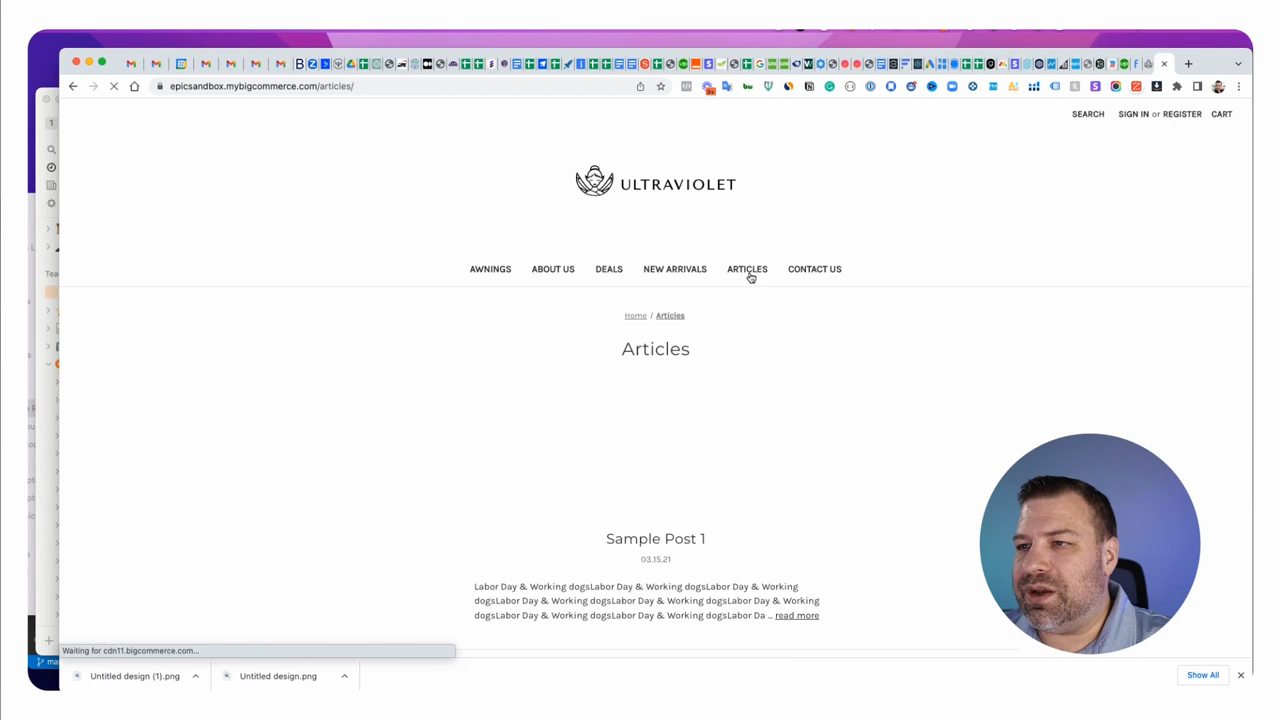 epicsandbox.mybigcommerce.com/articles/
SEARCH SIGN IN or REGISTER CART
ULTRAVIOLET
AWNINGS ABOUT US DEALS NEW ARRIVALS ARTICLES CONTACT US
Home / Articles
Articles
Sample Post 1
03.15.21
Labor Day & Working dogsLabor Day & Working dogsLabor Day & Working
dogsLabor Day & Working dogsLabor Day & Working dogsLabor Day & Working
dogsLabor Day & Working dogsLabor Day & Working dogsLabor Da ... read more
Waiting for cdn11.bigcommerce.com...
Untitled design (1).png Untitled design.png Show All